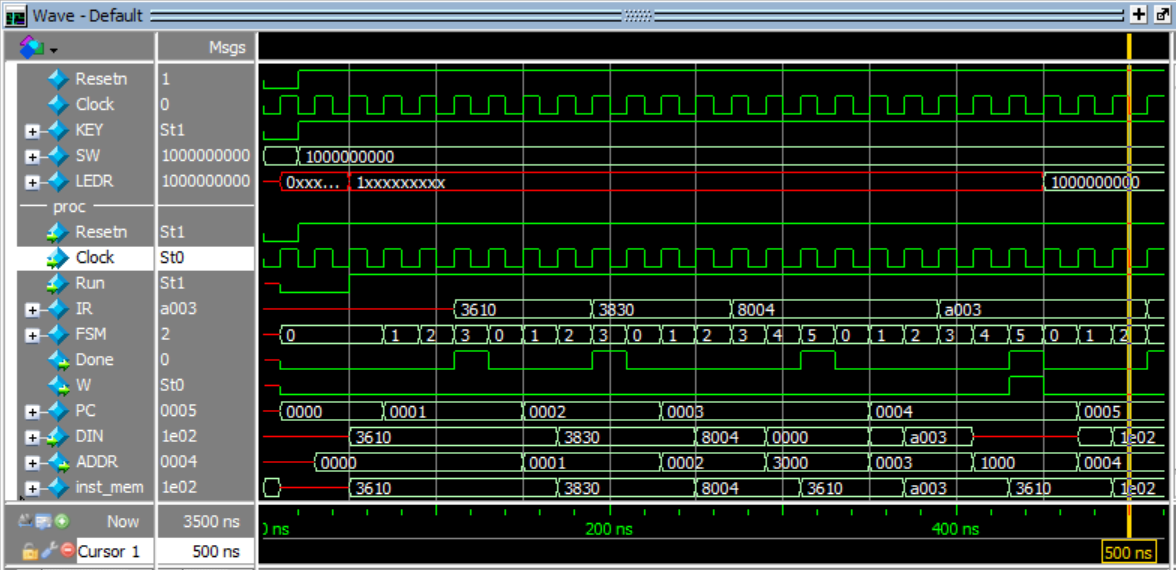 Wave - Default
Msgs
Resetn 1
Clock 0
KEY St1
SW 1000000000 1000000000
LEDR 1000000000 0xxx... 1xxxxxxxxx 1000000000
proc
Resetn St1
Clock St0
Run St1
IR a003 3610 3830 8004 a003
FSM 2 0 1 2 3 0 1 2 3 0 1 2 3 4 5 0 1 2 3 4 5 0 1 2
Done 0
W St0
PC 0005 0000 0001 0002 0003 0004 0005
DIN 1e02 3610 3830 8004 0000 a003 1e02
ADDR 0004 0000 0001 0002 3000 0003 1000 0004
inst_mem 1e02 3610 3830 8004 3610 a003 3610 1e02
Now 3500 ns ns 200 ns 400 ns
Cursor 1 500 ns 500 ns